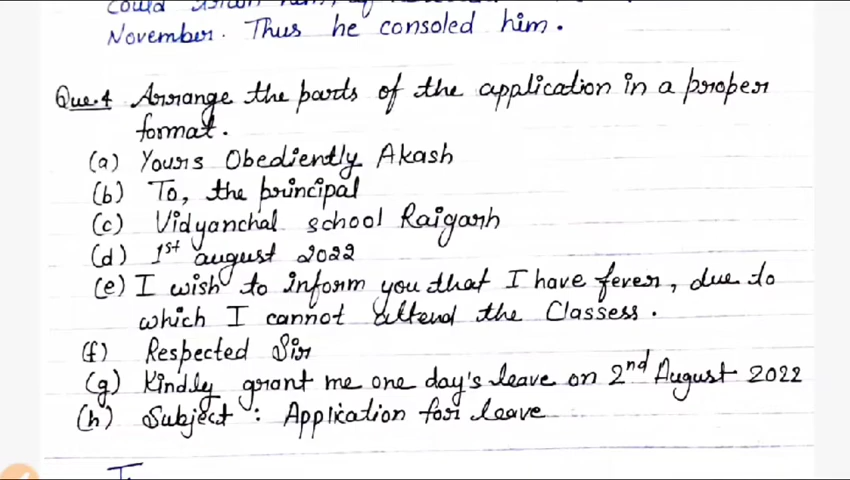 November. Thus he consoled him.
Que.4 Arrange the parts of the application in a proper
format.
(a) Yours Obediently Akash
(b) To, the principal
(c) Vidyanchal school Raigarh
(d) 1st august 2022
(e) I wish to inform you that I have fever, due to
which I cannot attend the Classess.
(f) Respected Sir
(g) Kindly grant me one day's leave on 2nd August 2022
(h) Subject : Application for leave